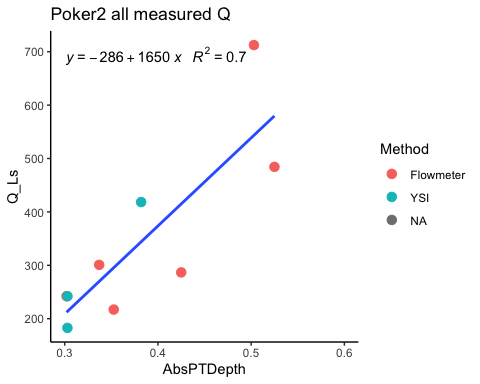 Poker2 all measured Q
y = − 286 + 1650 x R² = 0.7
700
600
500
400
300
200
Q_Ls
0.3 0.4 0.5 0.6
AbsPTDepth
Method
Flowmeter
YSI
NA